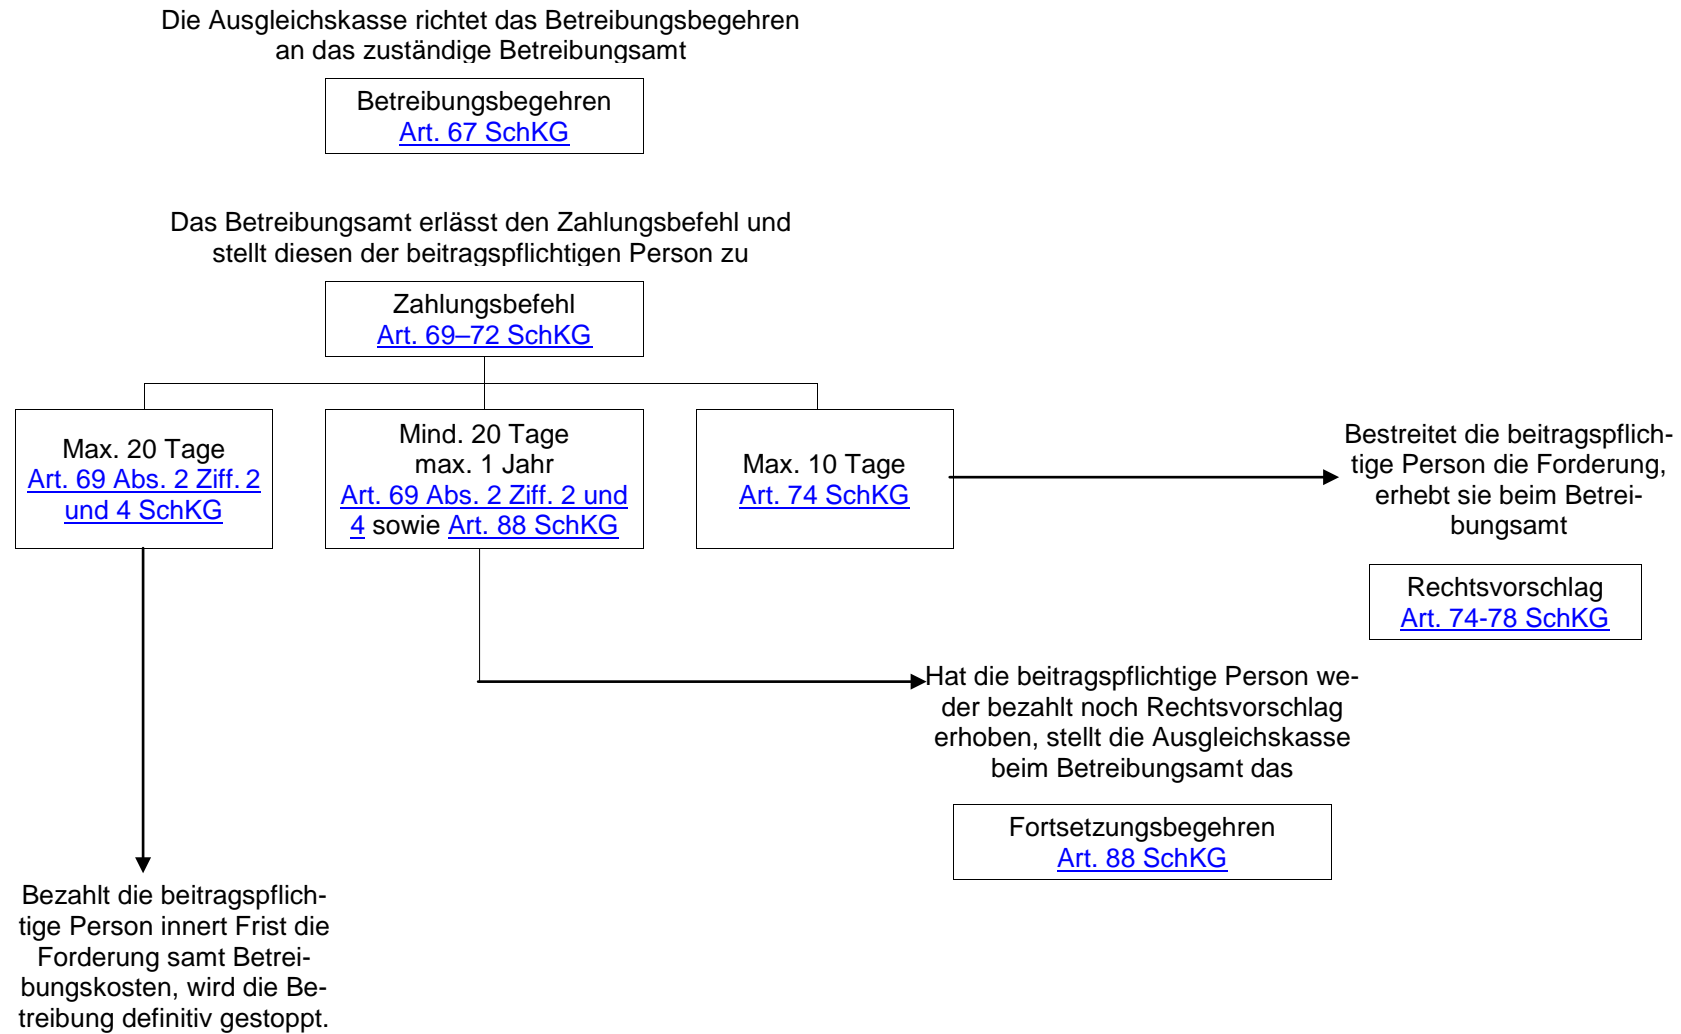 Die Ausgleichskasse richtet das Betreibungsbegehren
an das zuständige Betreibungsamt
Betreibungsbegehren
Art. 67 SchKG
Das Betreibungsamt erlässt den Zahlungsbefehl und
stellt diesen der beitragspflichtigen Person zu
Zahlungsbefehl
Art. 69–72 SchKG
Max. 20 Tage
Art. 69 Abs. 2 Ziff. 2
und 4 SchKG
Mind. 20 Tage
max. 1 Jahr
Art. 69 Abs. 2 Ziff. 2 und
4 sowie Art. 88 SchKG
Max. 10 Tage
Art. 74 SchKG
Bestreitet die beitragspflich-
tige Person die Forderung,
erhebt sie beim Betrei-
bungsamt
Rechtsvorschlag
Art. 74-78 SchKG
Hat die beitragspflichtige Person we-
der bezahlt noch Rechtsvorschlag
erhoben, stellt die Ausgleichskasse
beim Betreibungsamt das
Fortsetzungsbegehren
Art. 88 SchKG
Bezahlt die beitragspflich-
tige Person innert Frist die
Forderung samt Betrei-
bungskosten, wird die Be-
treibung definitiv gestoppt.